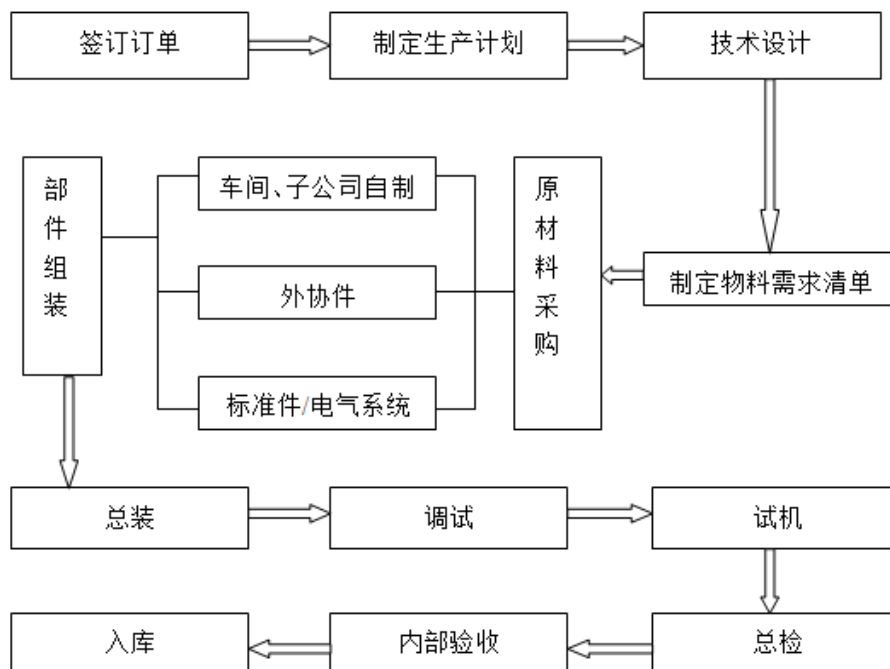 签订订单
制定生产计划
技术设计
部件组装
车间、子公司自制
外协件
标准件/电气系统
原材料采购
制定物料需求清单
总装
调试
试机
入库
内部验收
总检